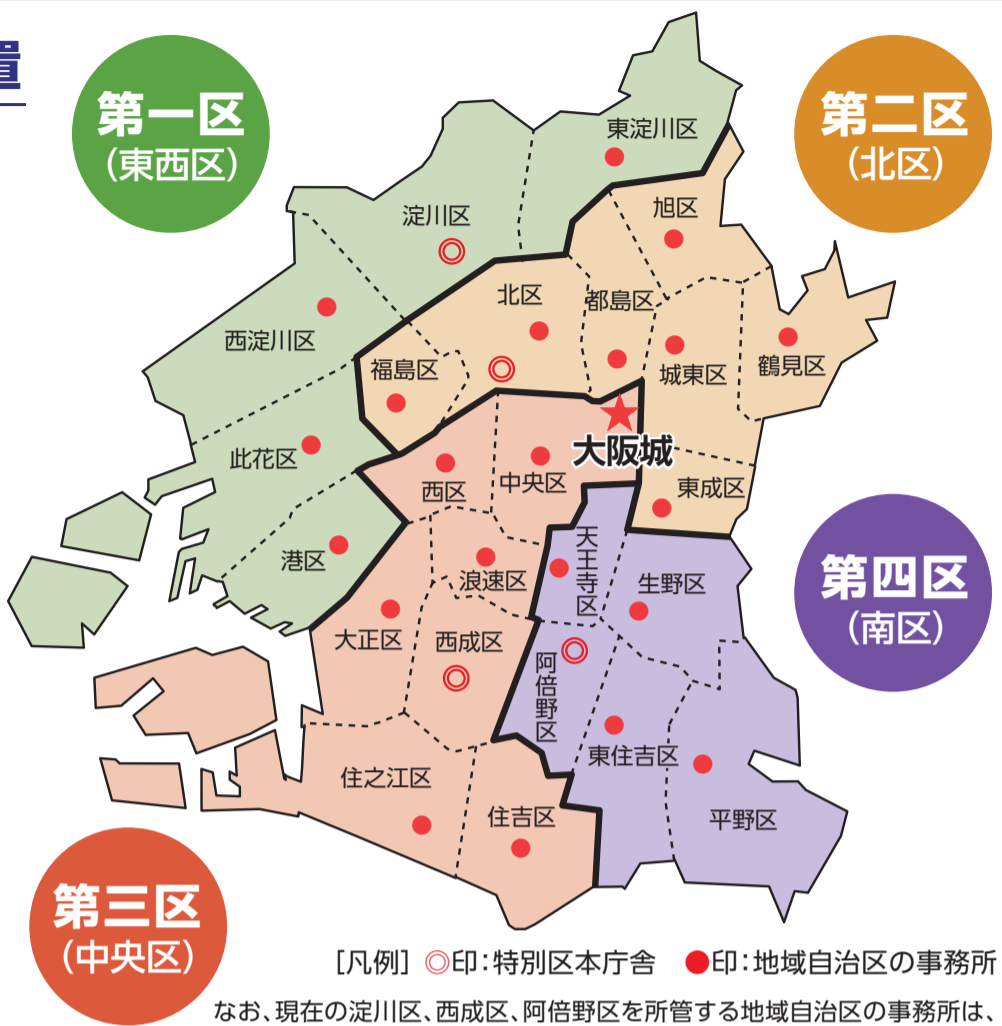 置
第一区
(東西区)
第二区
(北区)
東淀川区
淀川区
旭区
北区
都島区
西淀川区
福島区
城東区
鶴見区
大阪城
此花区
西区
中央区
東成区
港区
浪速区
天王寺区
生野区
第四区
(南区)
大正区
西成区
阿倍野区
東住吉区
住之江区
住吉区
平野区
第三区
(中央区)
[凡例] ◎印:特別区本庁舎 ●印:地域自治区の事務所
なお、現在の淀川区、西成区、阿倍野区を所管する地域自治区の事務所は、